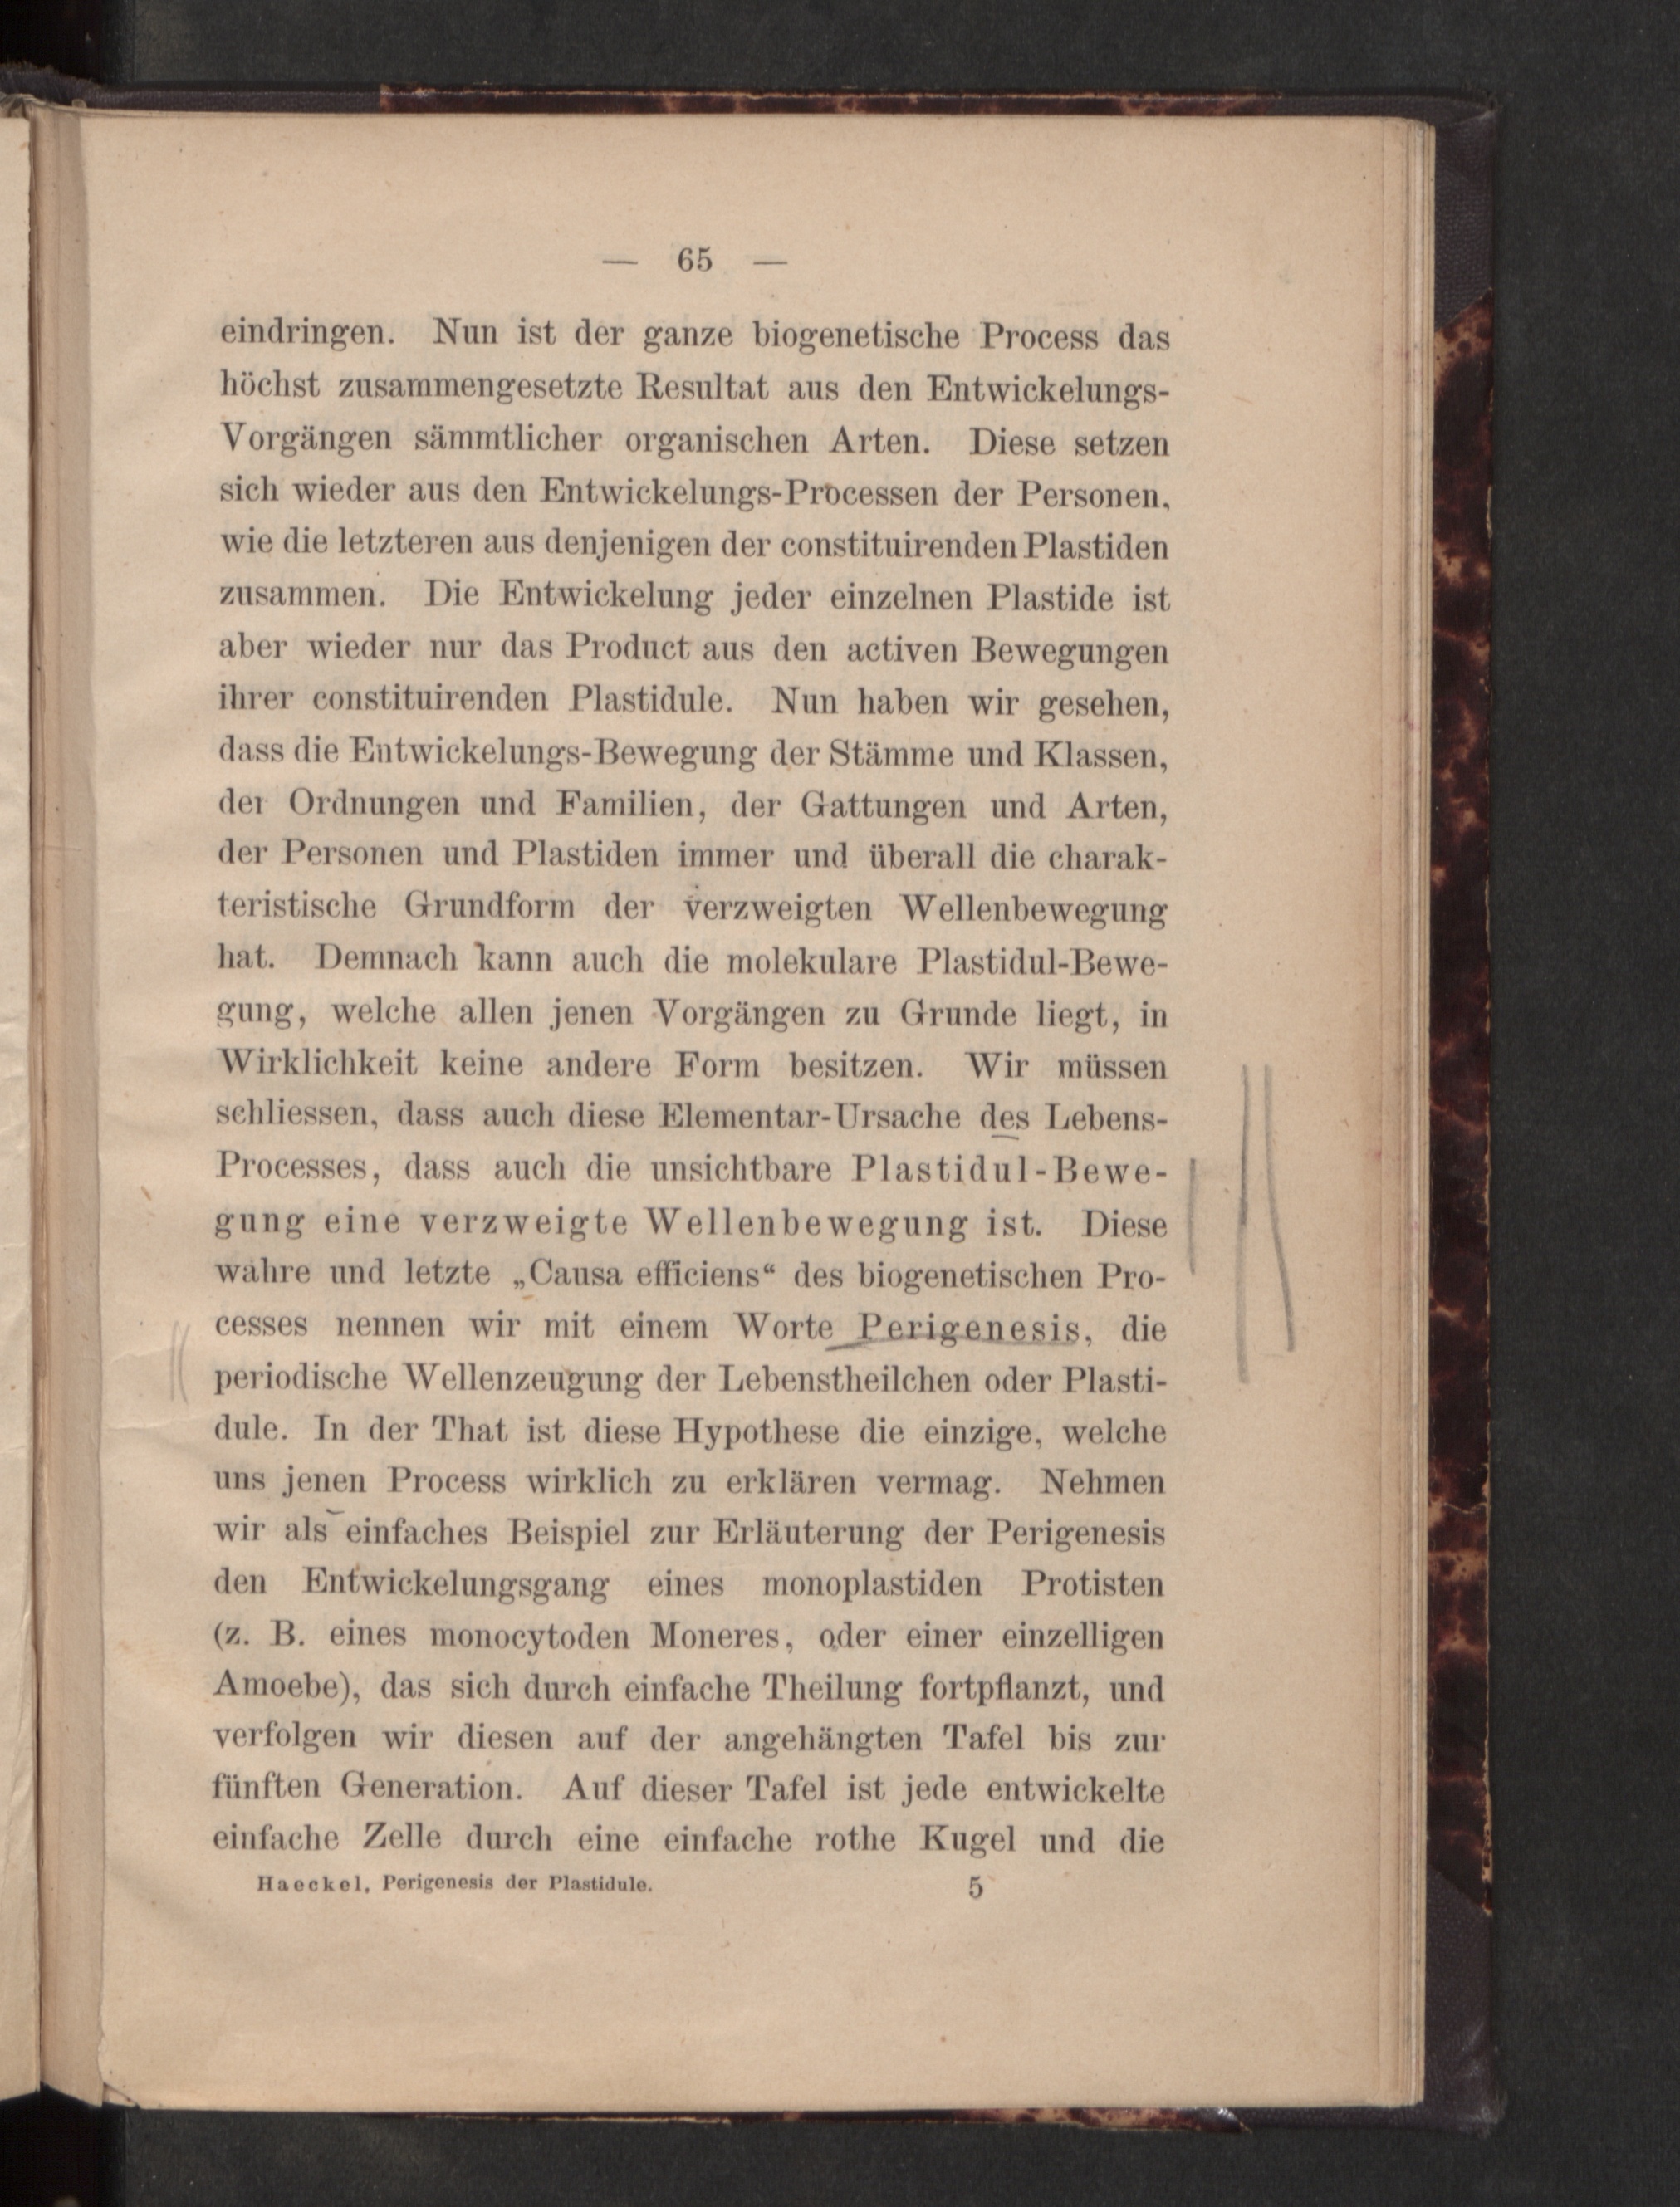 — 65 —
eindringen. Nun ist der ganze biogenetische Process das
höchst zusammengesetzte Resultat aus den Entwickelungs-
Vorgängen sämmtlicher organischen Arten. Diese setzen
sich wieder aus den Entwickelungs-Processen der Personen,
wie die letzteren aus denjenigen der constituirenden Plastiden
zusammen. Die Entwickelung jeder einzelnen Plastide ist
aber wieder nur das Product aus den activen Bewegungen
ihrer constituirenden Plastidule. Nun haben wir gesehen,
dass die Entwickelungs-Bewegung der Stämme und Klassen,
der Ordnungen und Familien, der Gattungen und Arten,
der Personen und Plastiden immer und überall die charak-
teristische Grundform der verzweigten Wellenbewegung
hat. Demnach kann auch die molekulare Plastidul-Bewe-
gung, welche allen jenen Vorgängen zu Grunde liegt, in
Wirklichkeit keine andere Form besitzen. Wir müssen
schliessen, dass auch diese Elementar-Ursache des Lebens-
Processes, dass auch die unsichtbare Plastidul-Bewe-
gung eine verzweigte Wellenbewegung ist. Diese
wahre und letzte „Causa efficiens“ des biogenetischen Pro-
cesses nennen wir mit einem Worte Perigenesis, die
periodische Wellenzeugung der Lebenstheilchen oder Plasti-
dule. In der That ist diese Hypothese die einzige, welche
uns jenen Process wirklich zu erklären vermag. Nehmen
wir als einfaches Beispiel zur Erläuterung der Perigenesis
den Entwickelungsgang eines monoplastiden Protisten
(z. B. eines monocytoden Moneres, oder einer einzelligen
Amoebe), das sich durch einfache Theilung fortpflanzt, und
verfolgen wir diesen auf der angehängten Tafel bis zur
fünften Generation. Auf dieser Tafel ist jede entwickelte
einfache Zelle durch eine einfache rothe Kugel und die
Haeckel, Perigenesis der Plastidule. 5